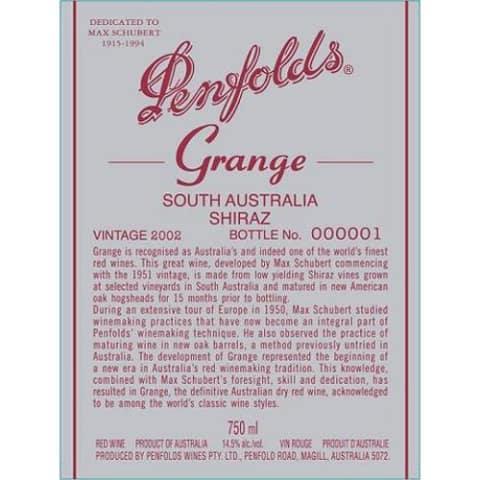 DEDICATED TO
MAX SCHUBERT
1915-1994
Penfolds®
Grange
SOUTH AUSTRALIA
SHIRAZ
VINTAGE 2002 BOTTLE No. 000001
Grange is recognised as Australia's and indeed one of the world's finest
red wines. This great wine, developed by Max Schubert commencing
with the 1951 vintage, is made from low yielding Shiraz vines grown
at selected vineyards in South Australia and matured in new American
oak hogsheads for 15 months prior to bottling.
During an extensive tour of Europe in 1950, Max Schubert studied
winemaking practices that have now become an integral part of
Penfolds' winemaking technique. He also observed the practice of
maturing wine in new oak barrels, a method previously untried in
Australia. The development of Grange represented the beginning of
a new era in Australia's red winemaking tradition. This knowledge,
combined with Max Schubert's foresight, skill and dedication, has
resulted in Grange, the definitive Australian dry red wine, acknowledged
to be among the world's classic wine styles.
750 ml
RED WINE PRODUCT OF AUSTRALIA 14.5% alc./vol. VIN ROUGE PRODUIT D'AUSTRALIE
PRODUCED BY PENFOLDS WINES PTY. LTD., PENFOLD ROAD, MAGILL, AUSTRALIA 5072.